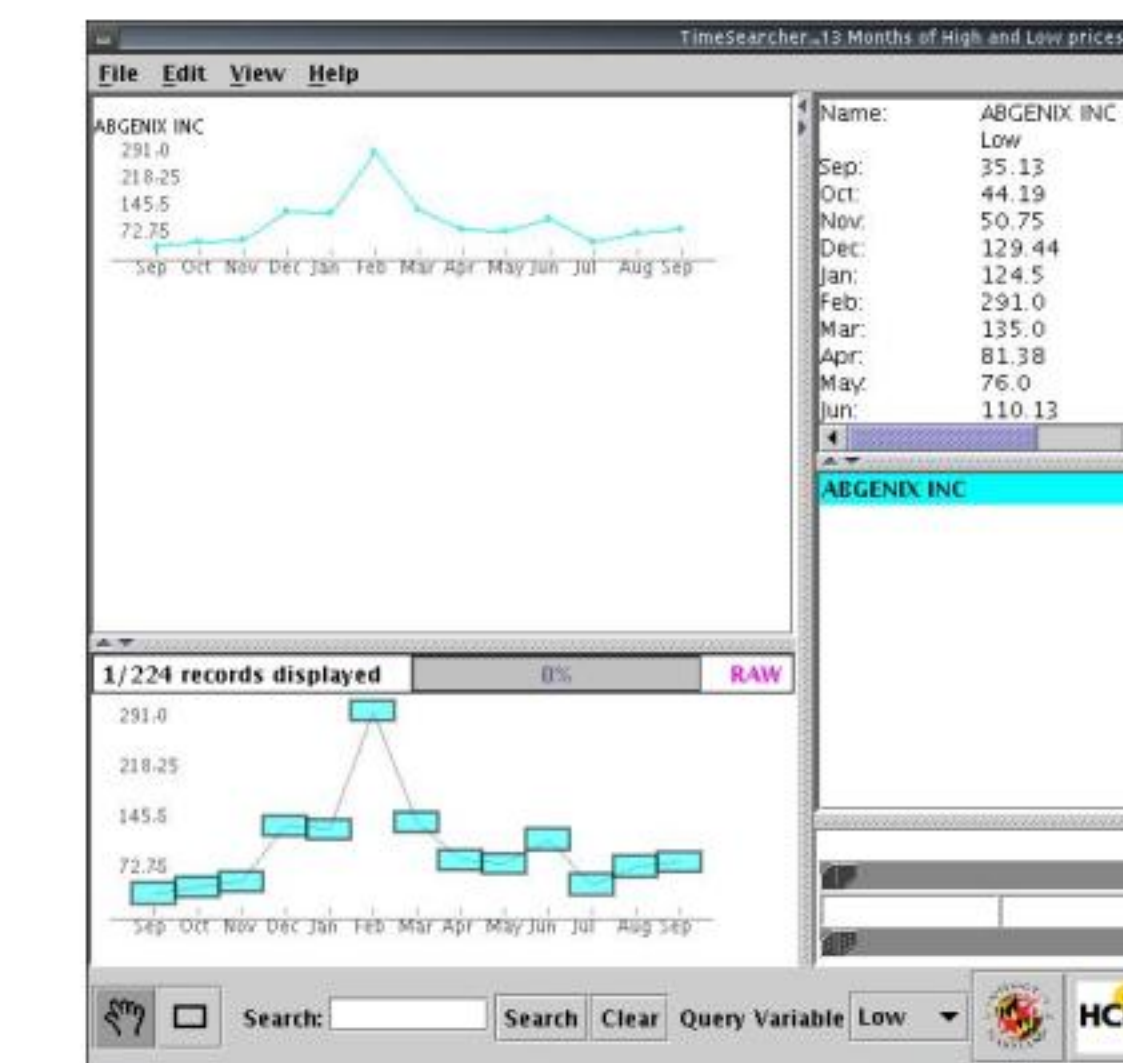 TimeSearcher_13 Months of High and Low prices
File Edit View Help
ABGENIX INC
291.0
218.25
145.5
72.75
Sep Oct Nov Dec Jan Feb Mar Apr May Jun Jul Aug Sep
Name: ABGENIX INC
Low
Sep: 35.13
Oct: 44.19
Nov: 50.75
Dec: 129.44
Jan: 124.5
Feb: 291.0
Mar: 135.0
Apr: 81.38
May: 76.0
Jun: 110.13
ABGENIX INC
1/224 records displayed 0% RAW
291.0
218.25
145.5
72.75
Sep Oct Nov Dec Jan Feb Mar Apr May Jun Jul Aug Sep
Search: Search Clear Query Variable Low HC